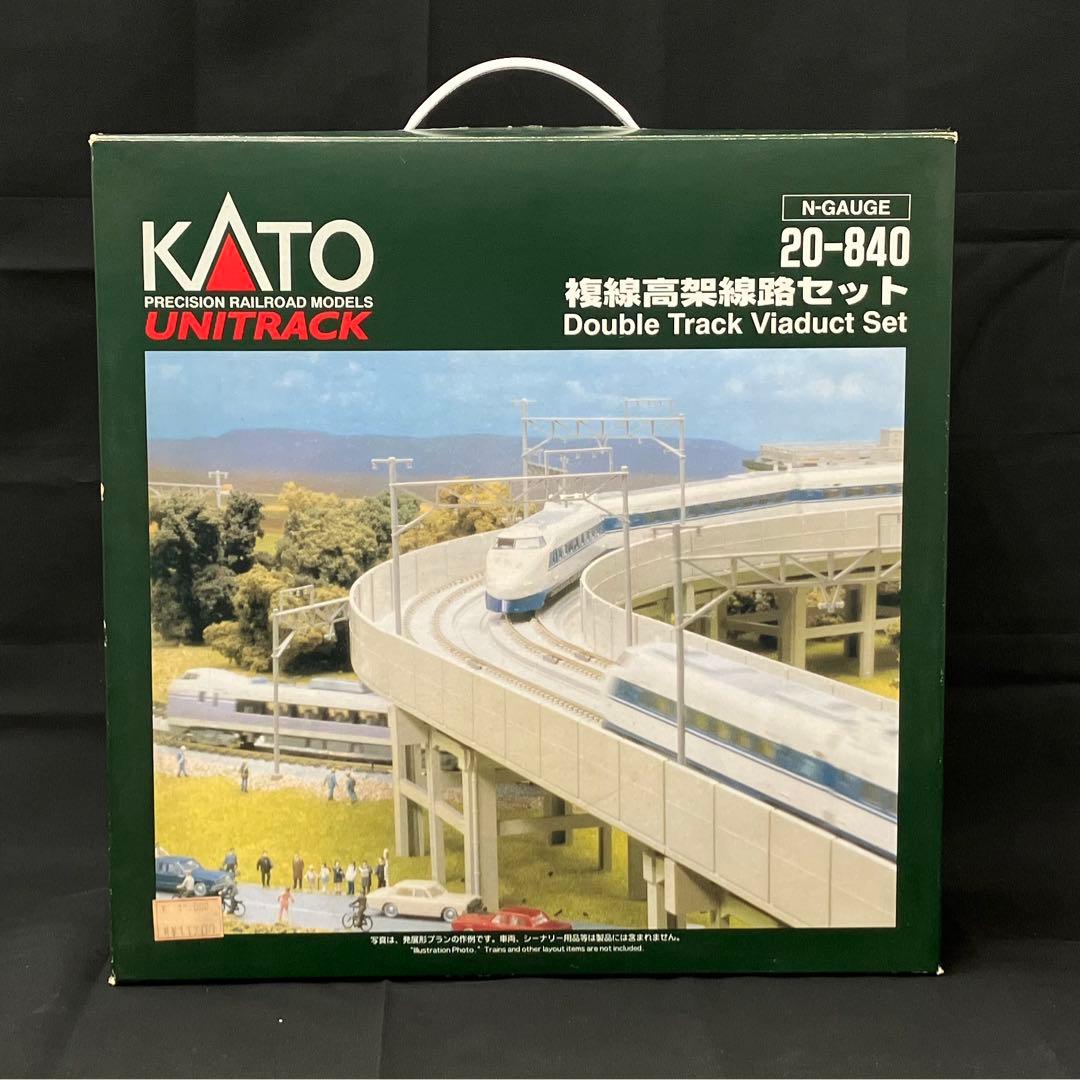 KATO
PRECISION RAILROAD MODELS
UNITRACK
N-GAUGE
20-840
複線高架線路セット
Double Track Viaduct Set
写真は、発展形プランの作例です。車両、シーナリー用品等は製品には含まれません。
"Illustration Photo." Trains and other layout items are not included.